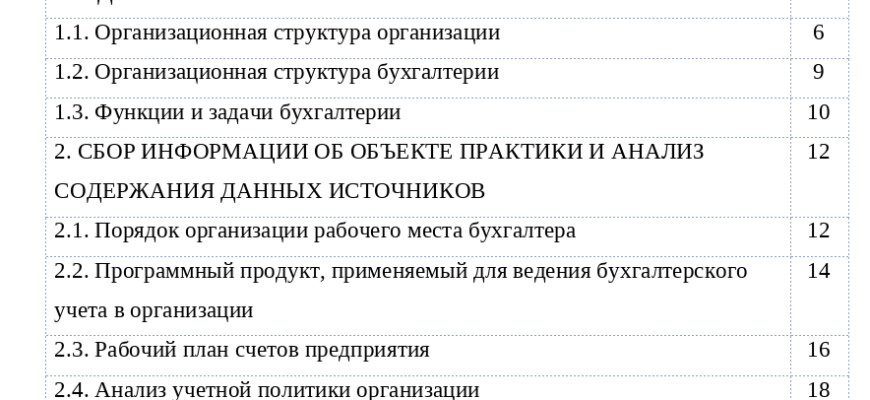 1.1. Организационная структура организации 6
1.2. Организационная структура бухгалтерии 9
1.3. Функции и задачи бухгалтерии 10
2. СБОР ИНФОРМАЦИИ ОБ ОБЪЕКТЕ ПРАКТИКИ И АНАЛИЗ 12
СОДЕРЖАНИЯ ДАННЫХ ИСТОЧНИКОВ
2.1. Порядок организации рабочего места бухгалтера 12
2.2. Программный продукт, применяемый для ведения бухгалтерского 14
учета в организации
2.3. Рабочий план счетов предприятия 16
2.4. Анализ учетной политики организации 18